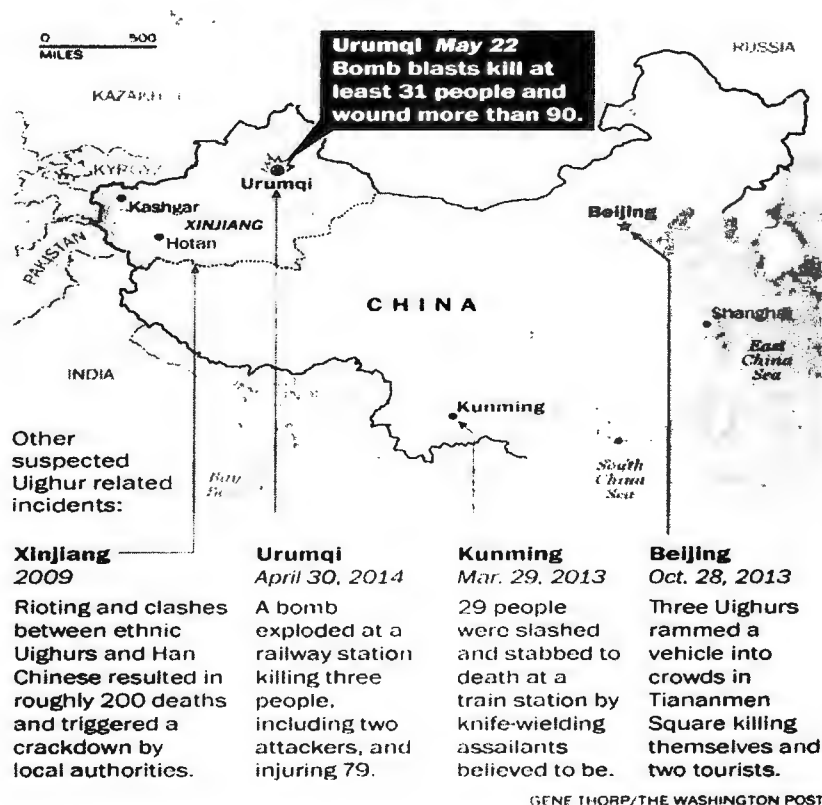 0 500
MILES
Urumqi May 22
Bomb blasts kill at
least 31 people and
wound more than 90.
RUSSIA
KAZAKH
KYRGYZ
Urumqi
Kashgar
XINJIANG
Hotan
PAKISTAN
Beijing
CHINA
Shanghai
East
China
Sea
INDIA
Kunming
South
China
Sea
Other
suspected
Uighur related
incidents:
Xinjiang
2009
Rioting and clashes
between ethnic
Uighurs and Han
Chinese resulted in
roughly 200 deaths
and triggered a
crackdown by
local authorities.
Urumqi
April 30, 2014
A bomb
exploded at a
railway station
killing three
people,
including two
attackers, and
injuring 79.
Kunming
Mar. 29, 2013
29 people
were slashed
and stabbed to
death at a
train station by
knife-wielding
assailants
believed to be.
Beijing
Oct. 28, 2013
Three Uighurs
rammed a
vehicle into
crowds in
Tiananmen
Square killing
themselves and
two tourists.
GENE THORP/THE WASHINGTON POST